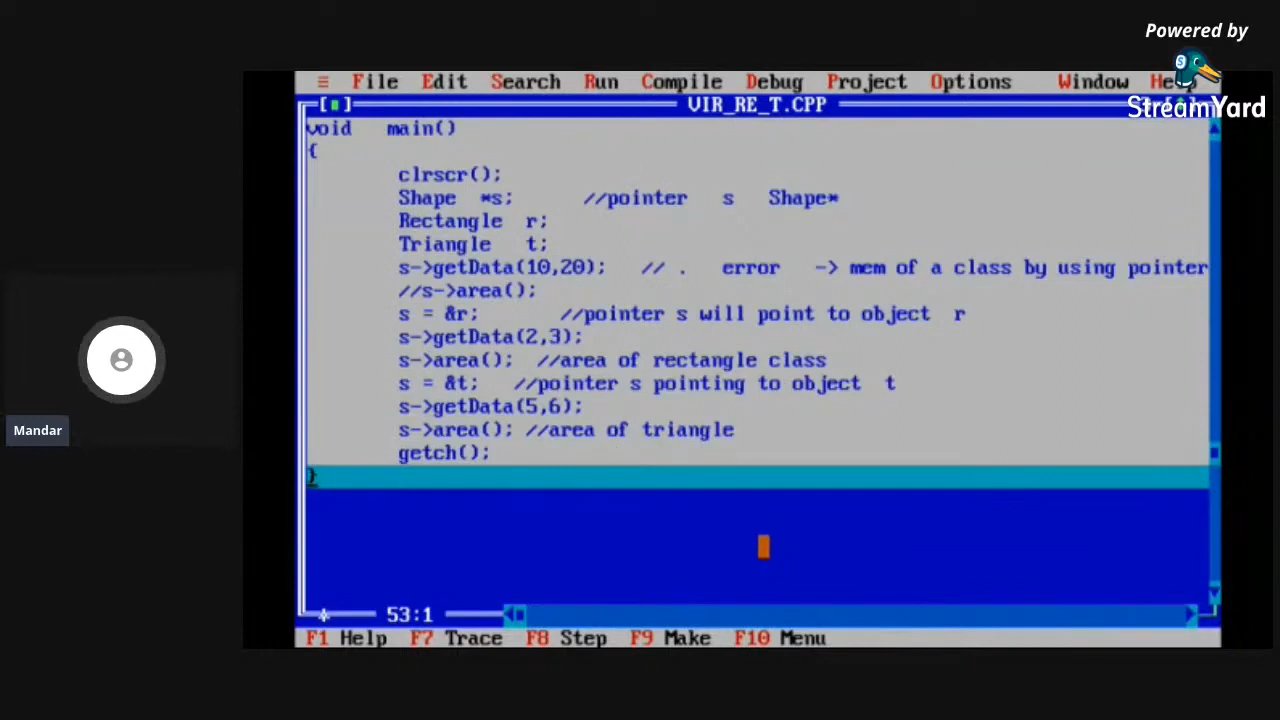 Powered by
StreamYard
≡ File Edit Search Run Compile Debug Project Options Window Help
[■] VIR_RE_T.CPP
void main()
{
clrscr();
Shape *s; //pointer s Shape*
Rectangle r;
Triangle t;
s->getData(10,20); // . error -> mem of a class by using pointer
//s->area();
s = &r; //pointer s will point to object r
s->getData(2,3);
s->area(); //area of rectangle class
s = &t; //pointer s pointing to object t
s->getData(5,6);
s->area(); //area of triangle
getch();
}
53:1
F1 Help F7 Trace F8 Step F9 Make F10 Menu
Mandar